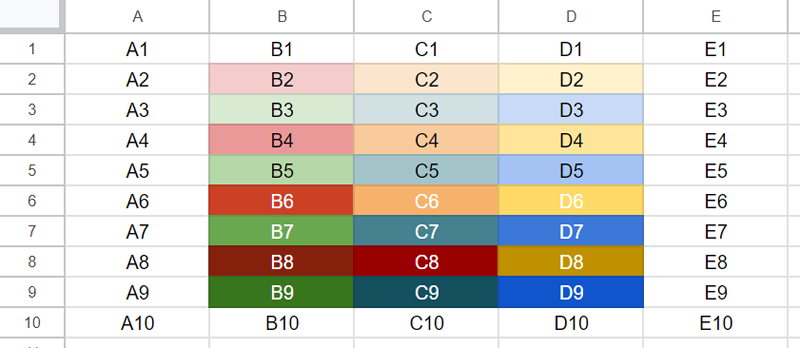 A B C D E
1 A1 B1 C1 D1 E1
2 A2 B2 C2 D2 E2
3 A3 B3 C3 D3 E3
4 A4 B4 C4 D4 E4
5 A5 B5 C5 D5 E5
6 A6 B6 C6 D6 E6
7 A7 B7 C7 D7 E7
8 A8 B8 C8 D8 E8
9 A9 B9 C9 D9 E9
10 A10 B10 C10 D10 E10